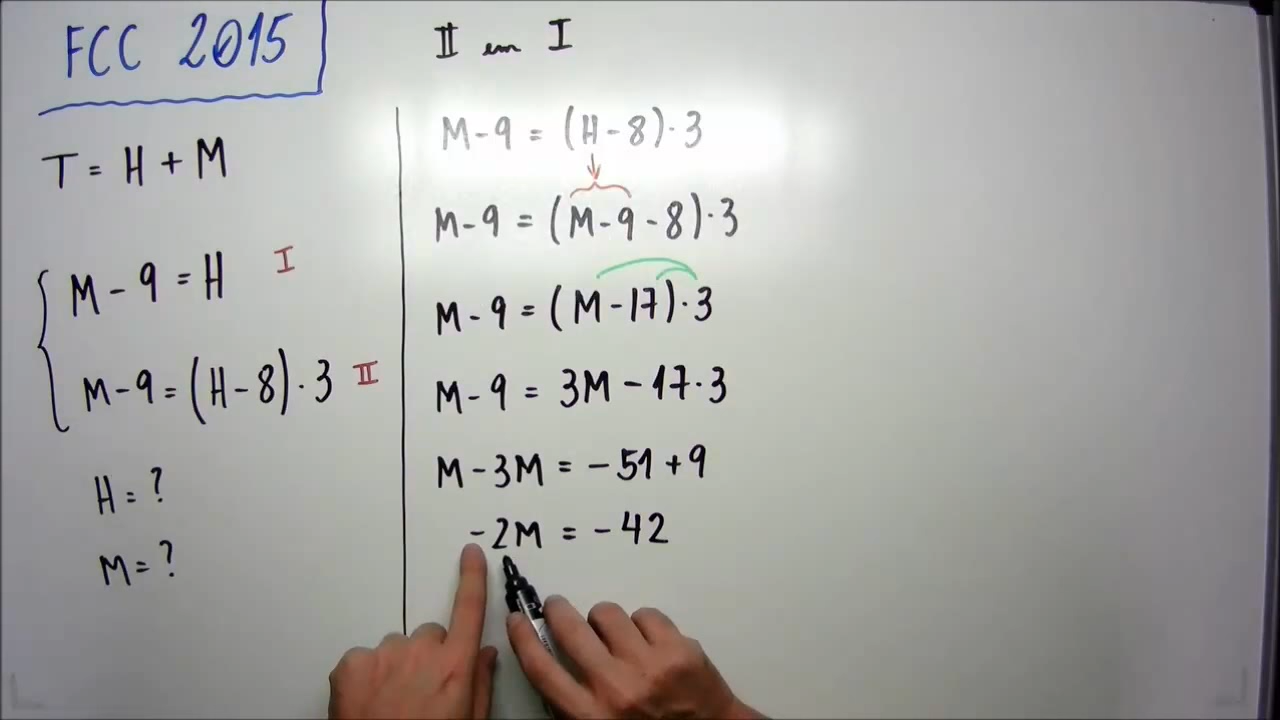 FCC 2015
T = H + M
M - 9 = H I
M - 9 = (H - 8) · 3 II
H = ?
M = ?
II em I
M - 9 = (H - 8) · 3
M - 9 = (M - 9 - 8) · 3
M - 9 = (M - 17) · 3
M - 9 = 3M - 17 · 3
M - 3M = - 51 + 9
- 2M = - 42